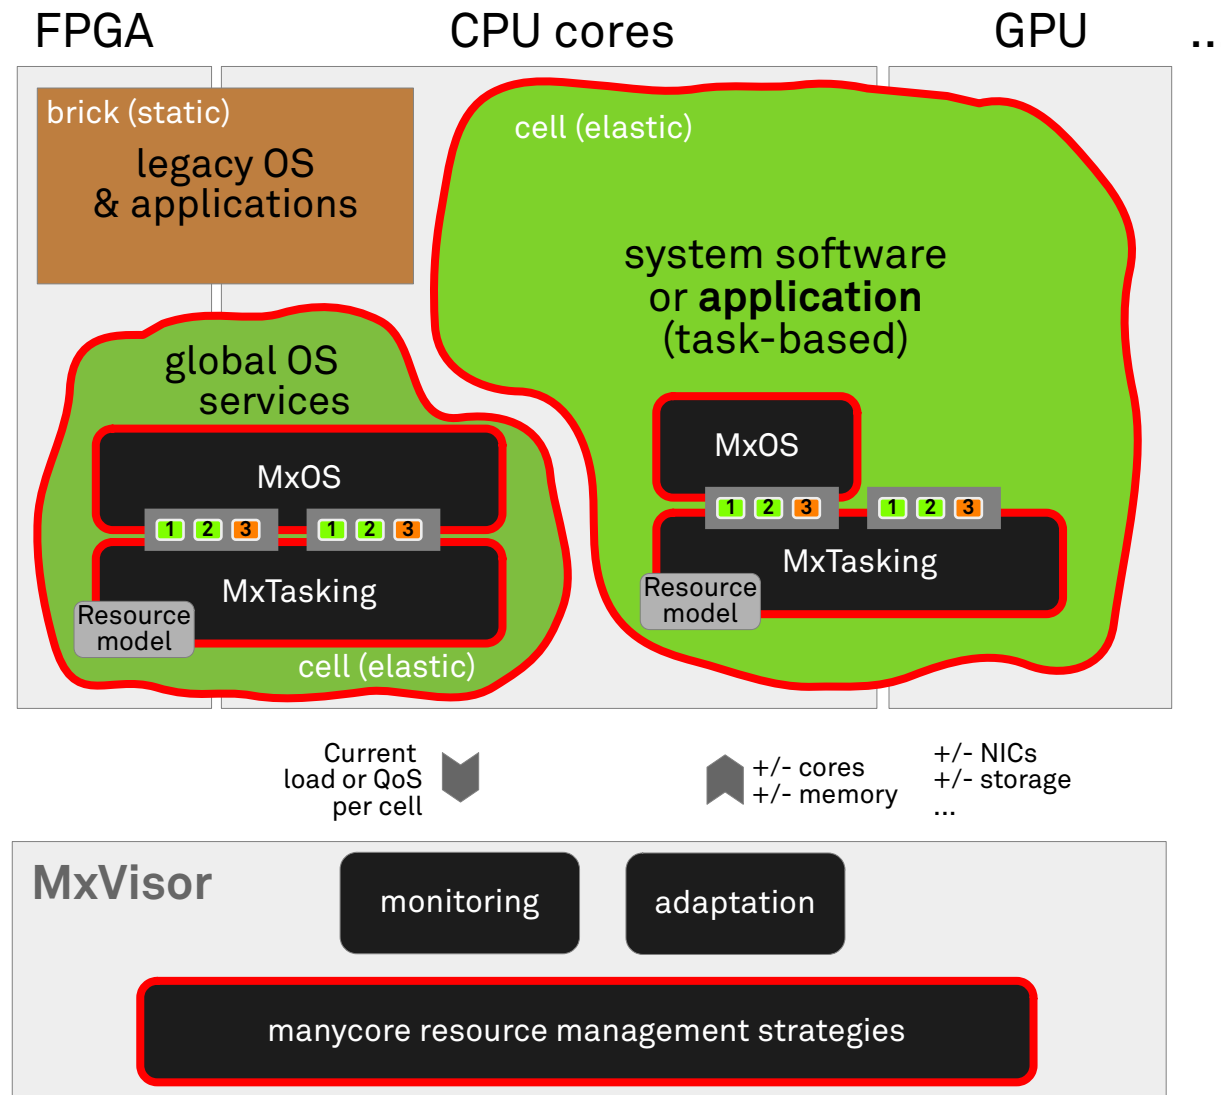 FPGA
CPU cores
GPU
..
brick (static)
legacy OS
& applications
cell (elastic)
system software
or application
(task-based)
global OS
services
MxOS
1 2 3
1 2 3
MxTasking
Resource
model
cell (elastic)
MxOS
1 2 3
1 2 3
MxTasking
Resource
model
Current
load or QoS
per cell
+/- cores
+/- memory
+/- NICs
+/- storage
...
MxVisor
monitoring
adaptation
manycore resource management strategies